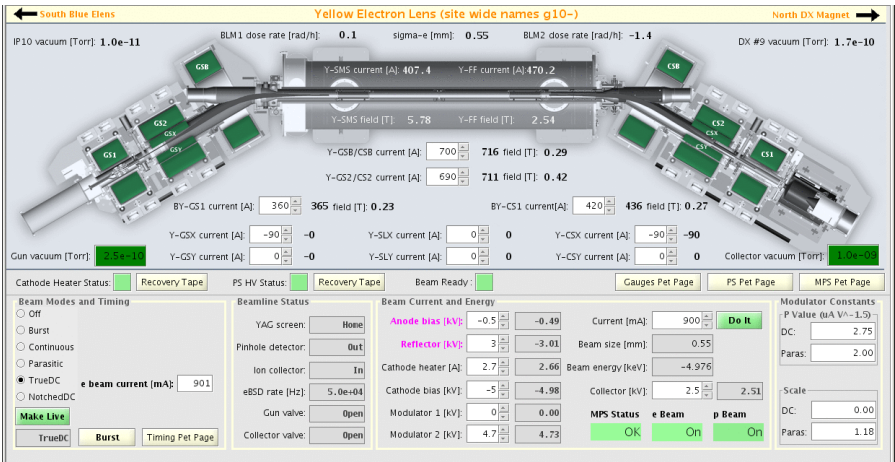 South Blue Elens
Yellow Electron Lens (site wide names g10-)
North DX Magnet
IP10 vacuum [Torr]: 1.0e-11
BLM1 dose rate [rad/h]: 0.1
sigma-e [mm]: 0.55
BLM2 dose rate [rad/h]: -1.4
DX #9 vacuum [Torr]: 1.7e-10
GSB
CSB
Y-SMS current [A]: 407.4
Y-FF current [A]:470.2
Y-SMS field [T]: 5.78
Y-FF field [T]: 2.54
GS2
GSX
GSY
GS1
CS2
CSX
CSY
CS1
Y-GSB/CSB current [A]: 700 716 field [T]: 0.29
Y-GS2/CS2 current [A]: 690 711 field [T]: 0.42
BY-GS1 current [A]: 360 365 field [T]: 0.23
BY-CS1 current[A]: 420 436 field [T]: 0.27
Y-GSX current [A]: -90 -0
Y-SLX current [A]: 0 0
Y-CSX current [A]: -90 -90
Gun vacuum [Torr]: 2.5e-10
Y-GSY current [A]: 0 -0
Y-SLY current [A]: 0 0
Y-CSY current [A]: 0 0
Collector vacuum [Torr]: 1.0e-09
Cathode Heater Status: Recovery Tape
PS HV Status: Recovery Tape
Beam Ready :
Gauges Pet Page
PS Pet Page
MPS Pet Page
Beam Modes and Timing
Off
Burst
Continuous
Parasitic
TrueDC
NotchedDC
e beam current (mA): 901
Make Live
TrueDC Burst Timing Pet Page
Beamline Status
YAG screen: Home
Pinhole detector: Out
Ion collector: In
eBSD rate [Hz]: 5.0e+04
Gun valve: Open
Collector valve: Open
Beam Current and Energy
Anode bias [kV]: -0.5 -0.49
Reflector [kV]: 3 -3.01
Cathode heater [A]: 2.7 2.66
Cathode bias [kV]: -5 -4.98
Modulator 1 [kV]: 0 0.00
Modulator 2 [kV]: 4.7 4.73
Current [mA]: 900 Do It
Beam size [mm]: 0.55
Beam energy [keV]: -4.976
Collector [kV]: 2.5 2.51
MPS Status e Beam p Beam
OK On On
Modulator Constants
P Value (uA V^-1.5)
DC: 2.75
Paras: 2.00
Scale
DC: 0.00
Paras: 1.18